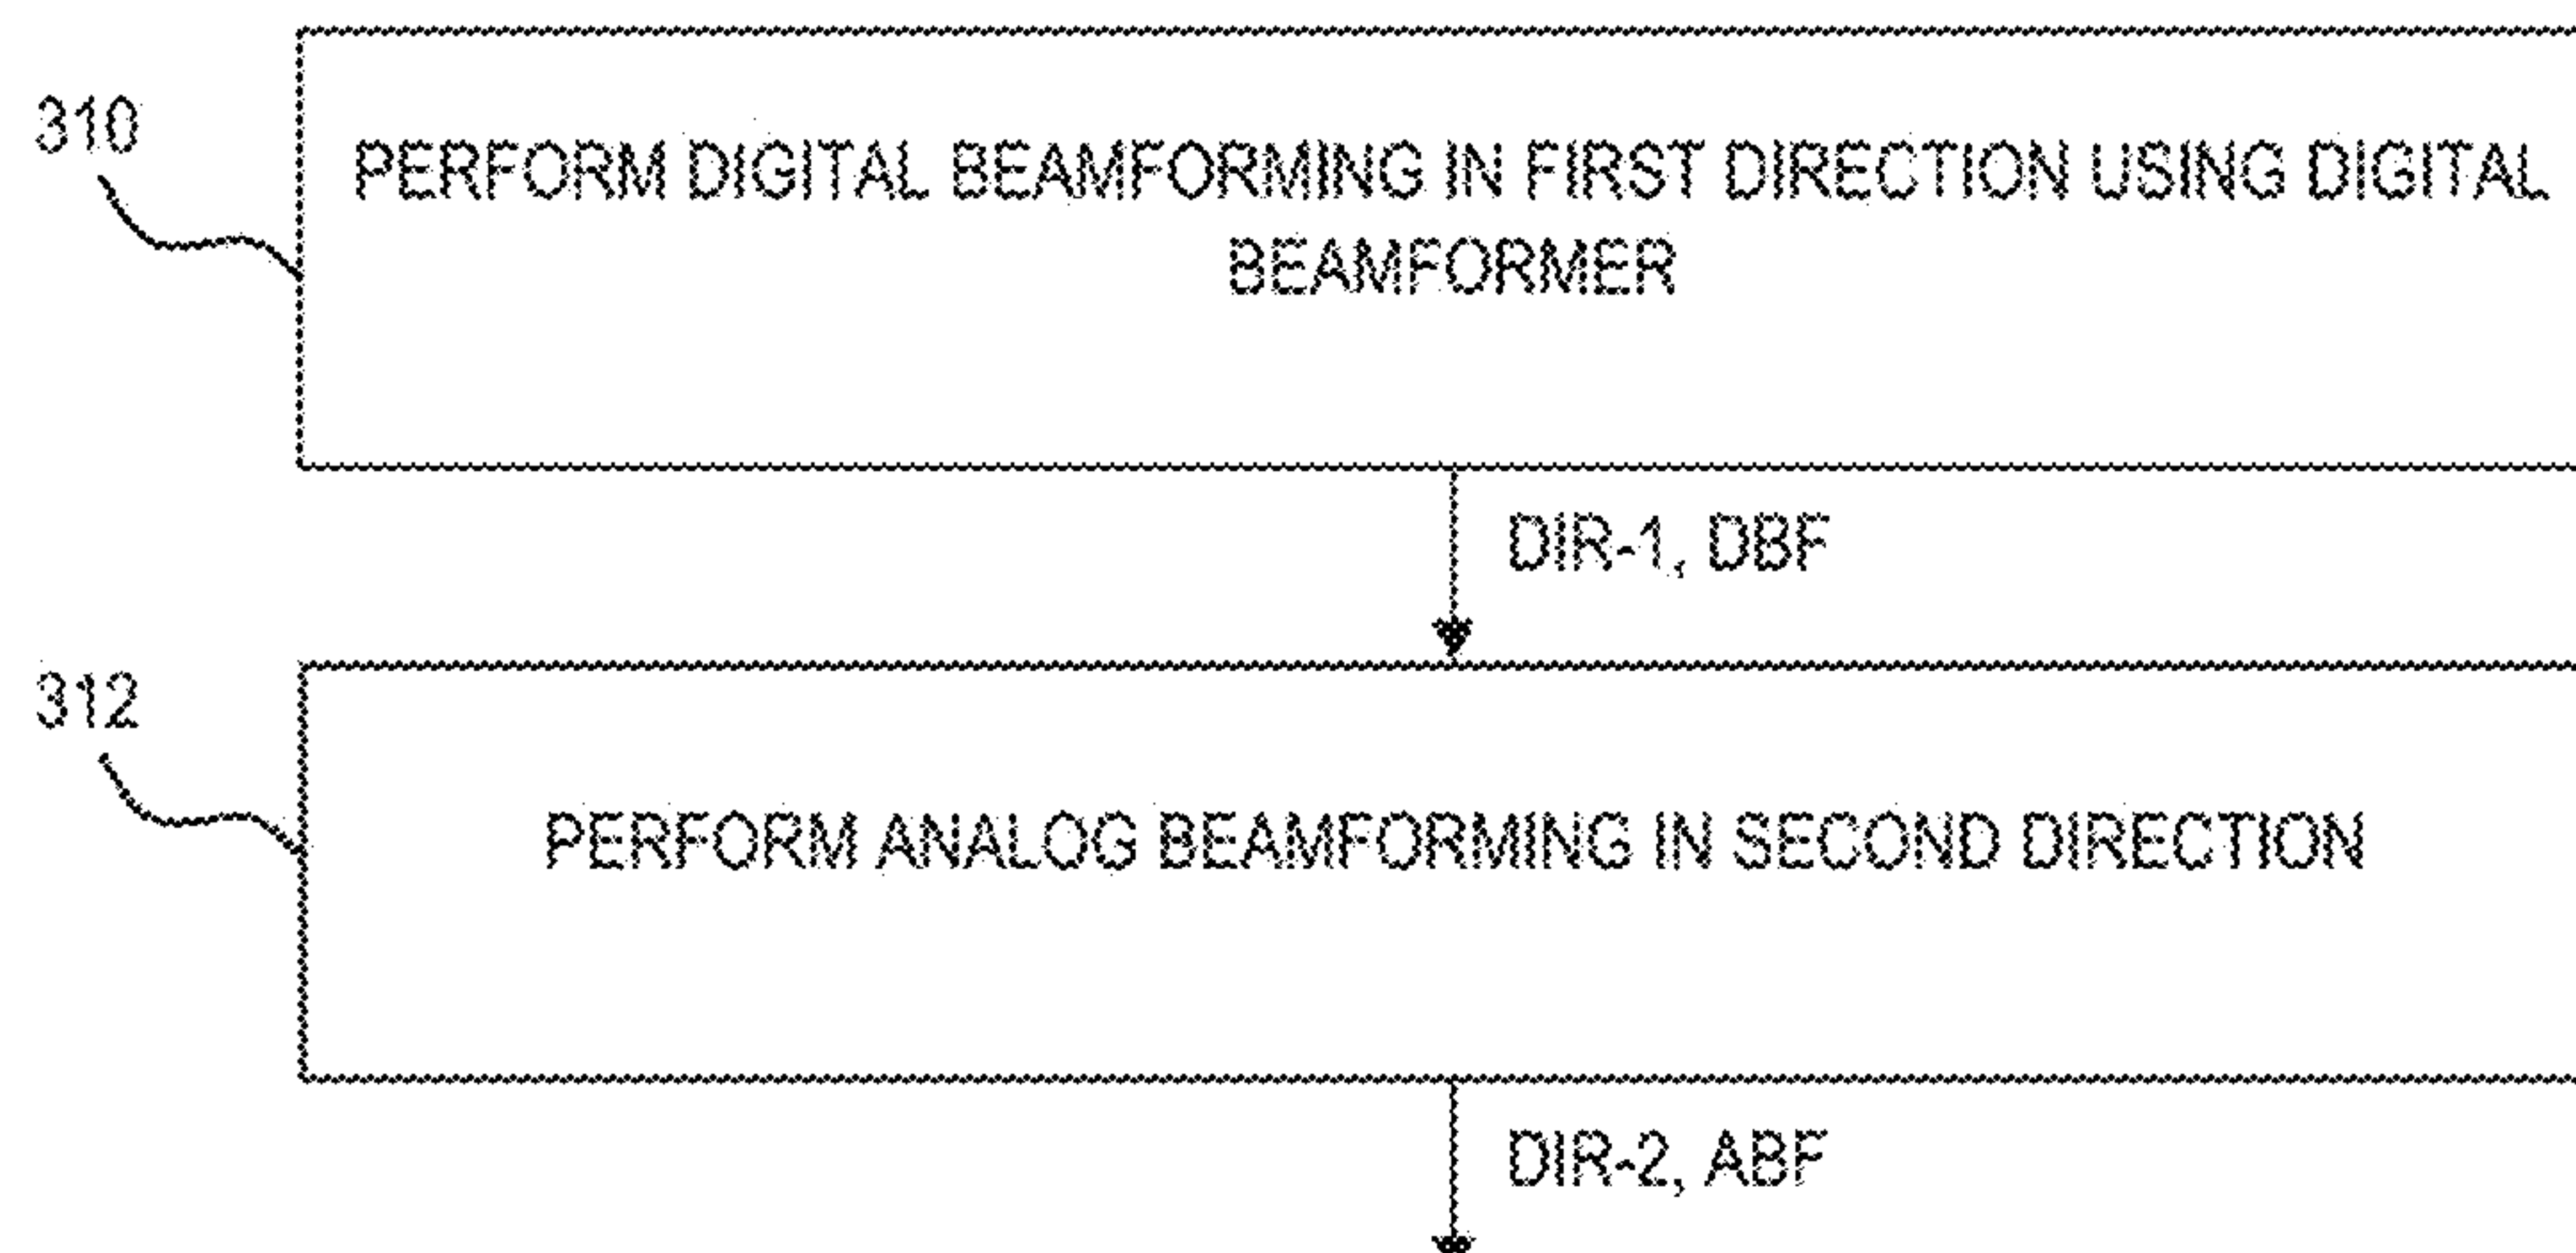 310
PERFORM DIGITAL BEAMFORMING IN FIRST DIRECTION USING DIGITAL
BEAMFORMER
DIR-1, DBF
312
PERFORM ANALOG BEAMFORMING IN SECOND DIRECTION
DIR-2, ABF